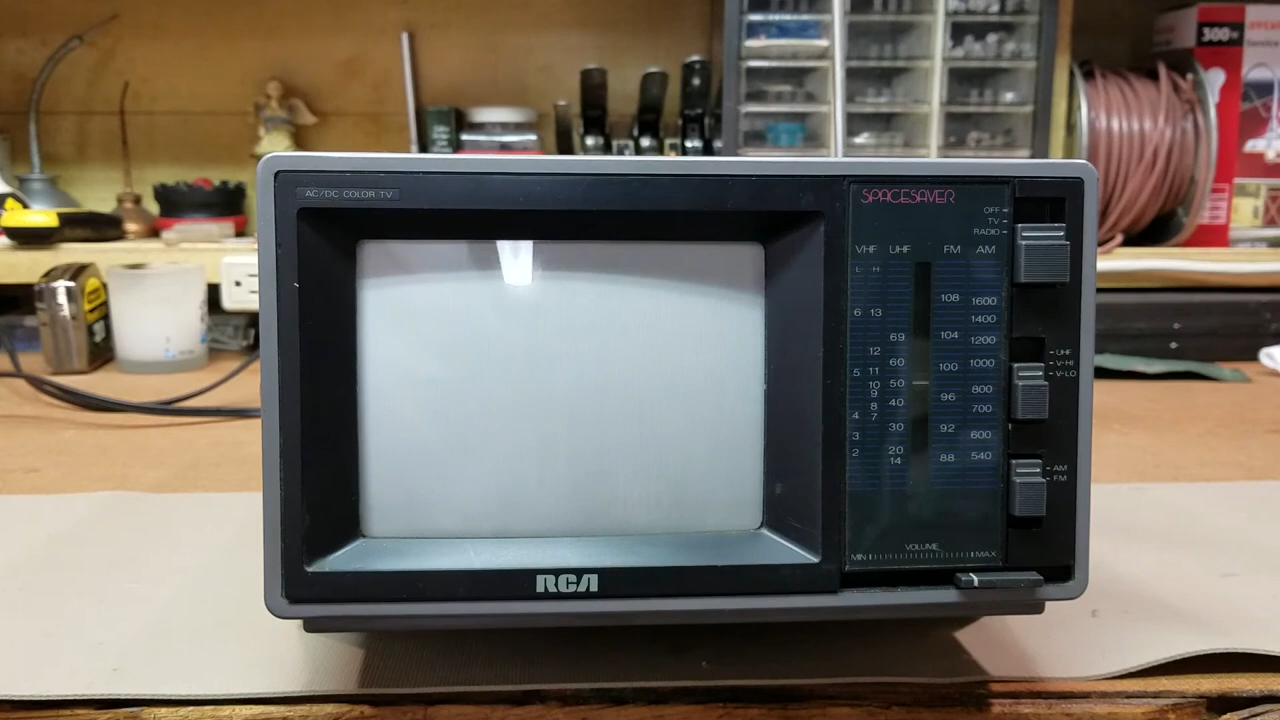 300w
AC/DC COLOR TV
SPACESAVER
OFF
TV
RADIO
VHF UHF FM AM
L H
108 1600
6 13
1400
69 104 1200
12
60 100 1000
5 11
10 50 800
9
40 96
8 700
4 7
30 92
3 600
20 88 540
2
14
UHF
V-HI
V-LO
AM
FM
VOLUME
MIN MAX
RCA